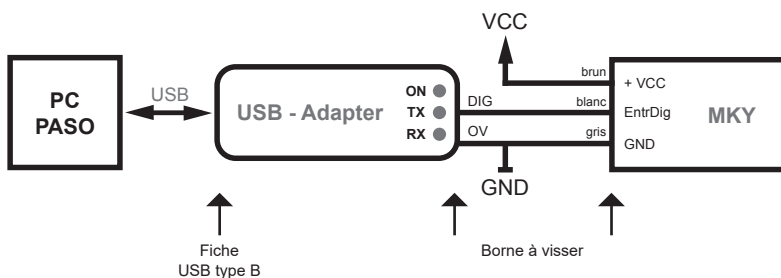 VCC
PC
PASO
USB
USB - Adapter
ON
TX
RX
DIG
OV
GND
brun
blanc
gris
+ VCC
EntrDig
GND
MKY
Fiche
USB type B
Borne à visser